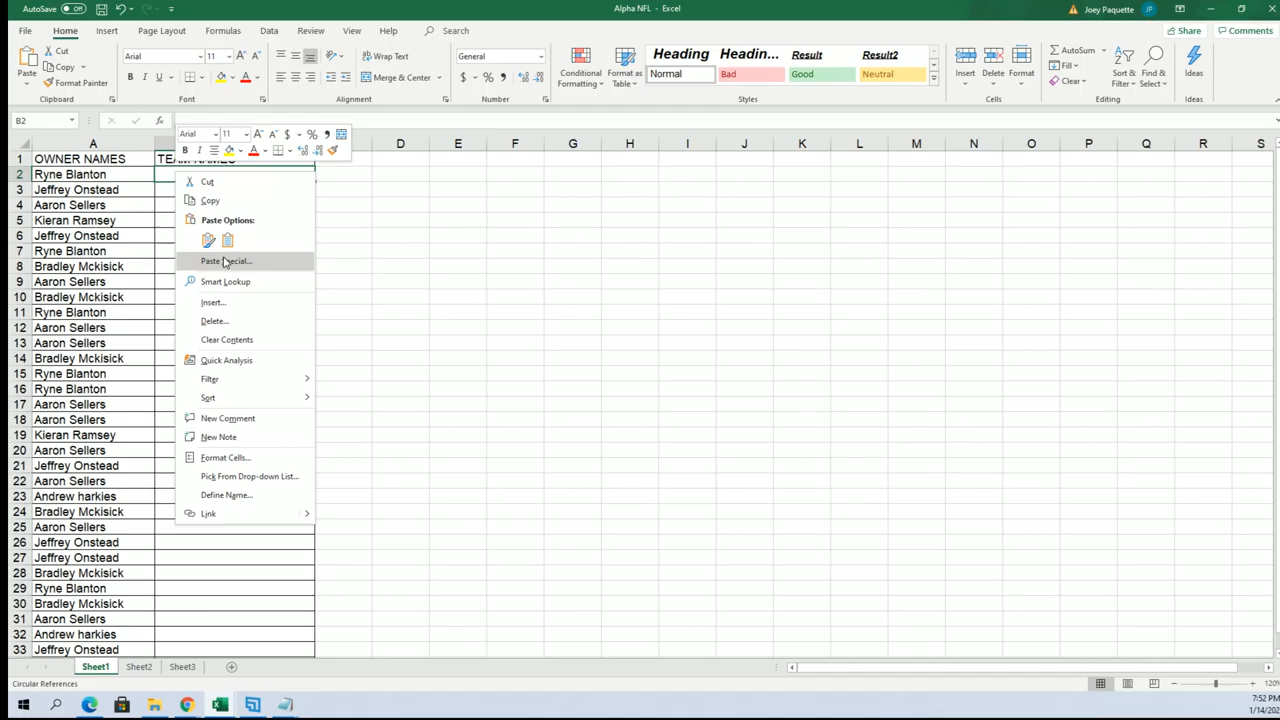 AutoSave Off
Alpha NFL - Excel
Joey Paquette JP
File Home Insert Page Layout Formulas Data Review View Help Search
Share Comments
Paste
Cut
Copy
Format Painter
Clipboard
Arial 11
B I U
Font
Wrap Text
Merge & Center
Alignment
General
$ % ,
Number
Conditional Formatting
Format as Table
Heading Headin... Result Result2
Normal Bad Good Neutral
Styles
Insert Delete Format
Cells
AutoSum
Fill
Clear
Sort & Filter
Find & Select
Editing
Ideas
Ideas
B2 fx
Arial 11 A A $ % ,
B I A
A B C D E F G H I J K L M N O P Q R S
1 OWNER NAMES TEAM NAMES
2 Ryne Blanton
3 Jeffrey Onstead
4 Aaron Sellers
5 Kieran Ramsey
6 Jeffrey Onstead
7 Ryne Blanton
8 Bradley Mckisick
9 Aaron Sellers
10 Bradley Mckisick
11 Ryne Blanton
12 Aaron Sellers
13 Aaron Sellers
14 Bradley Mckisick
15 Ryne Blanton
16 Ryne Blanton
17 Aaron Sellers
18 Aaron Sellers
19 Kieran Ramsey
20 Aaron Sellers
21 Jeffrey Onstead
22 Aaron Sellers
23 Andrew harkies
24 Bradley Mckisick
25 Aaron Sellers
26 Jeffrey Onstead
27 Jeffrey Onstead
28 Bradley Mckisick
29 Ryne Blanton
30 Bradley Mckisick
31 Aaron Sellers
32 Andrew harkies
33 Jeffrey Onstead
Cut
Copy
Paste Options:
Paste Special...
Smart Lookup
Insert...
Delete...
Clear Contents
Quick Analysis
Filter
Sort
New Comment
New Note
Format Cells...
Pick From Drop-down List...
Define Name...
Link
Sheet1 Sheet2 Sheet3
Circular References
120%
7:52 PM
1/14/202